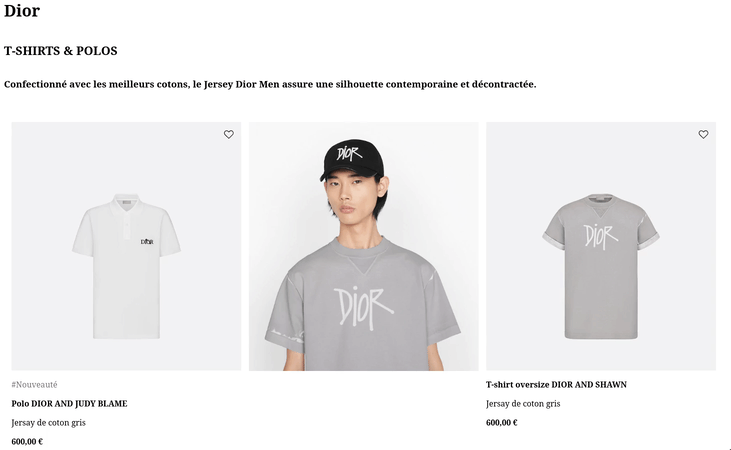 Dior
T-SHIRTS & POLOS
Confectionné avec les meilleurs cotons, le Jersey Dior Men assure une silhouette contemporaine et décontractée.
DIOR
DIOR
DIOR
DIOR
#Nouveauté
Polo DIOR AND JUDY BLAME
Jersay de coton gris
600,00 €
T-shirt oversize DIOR AND SHAWN
Jersay de coton gris
600,00 €